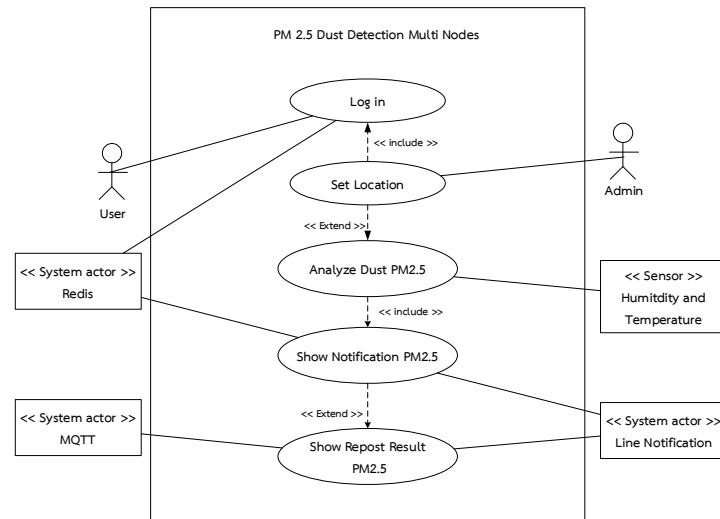 PM 2.5 Dust Detection Multi Nodes
Log in
<< include >>
User
Set Location
Admin
<< Extend >>
<< System actor >>
Redis
Analyze Dust PM2.5
<< Sensor >>
Humitdity and
Temperature
<< include >>
Show Notification PM2.5
<< Extend >>
<< System actor >>
MQTT
Show Repost Result
PM2.5
<< System actor >>
Line Notification